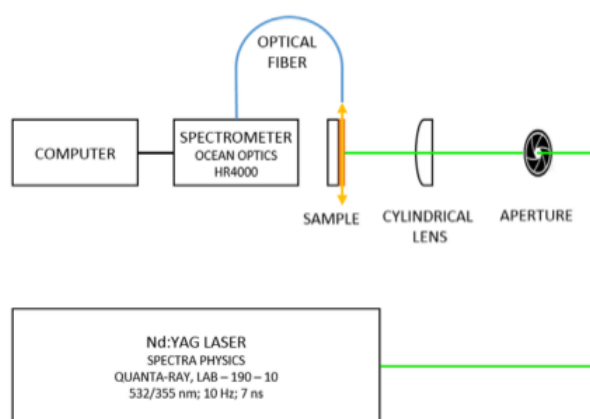 OPTICAL
FIBER
COMPUTER
SPECTROMETER
OCEAN OPTICS
HR4000
SAMPLE
CYLINDRICAL
LENS
APERTURE
Nd:YAG LASER
SPECTRA PHYSICS
QUANTA-RAY, LAB – 190 – 10
532/355 nm; 10 Hz; 7 ns